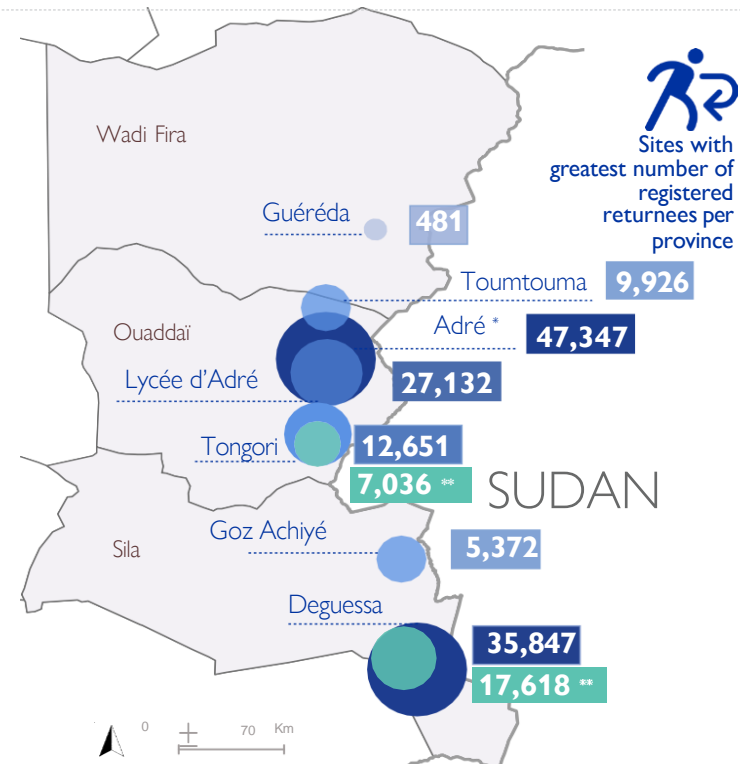 Sites with
greatest number of
registered
returnees per
province
Wadi Fira
Guéréda
481
Toumtouma
9,926
Ouaddaï
Adré *
47,347
Lycée d’Adré
27,132
Tongori
12,651
7,036 **
SUDAN
Goz Achiyé
5,372
Sila
Deguessa
35,847
17,618 **
0 70 Km